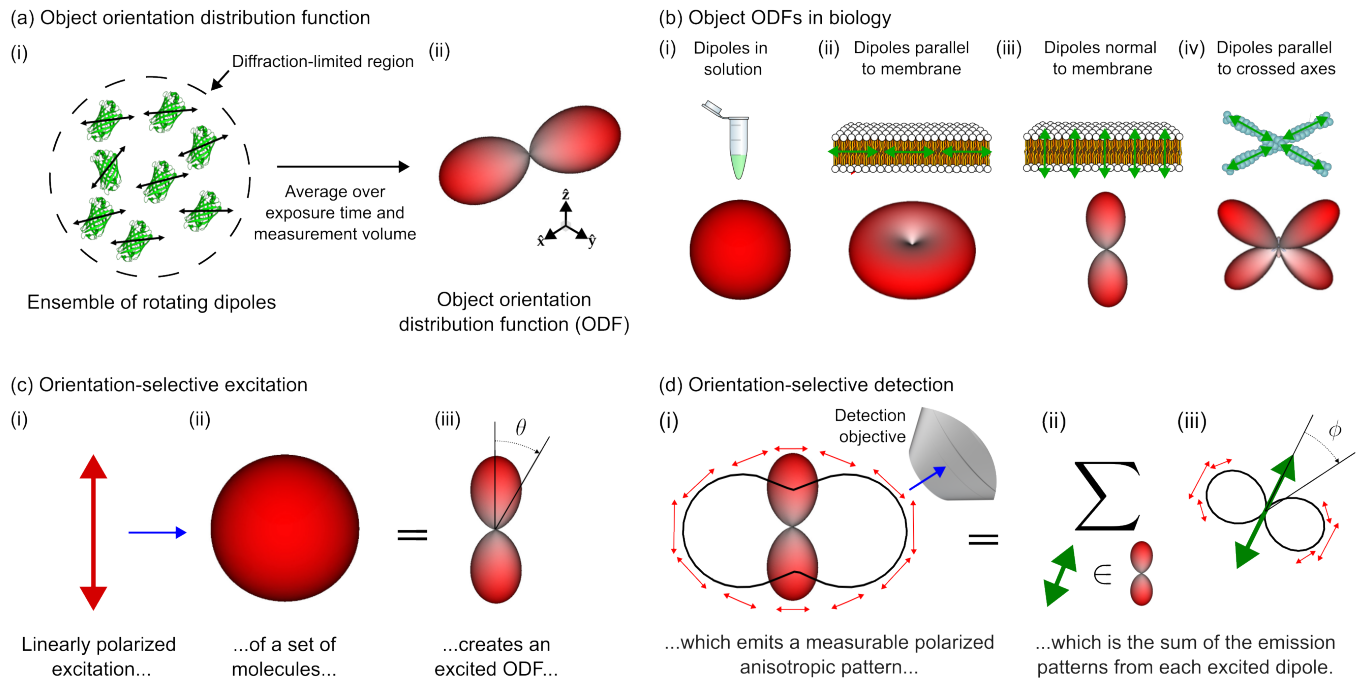 (a) Object orientation distribution function
(i)
Diffraction-limited region
(ii)
Average over
exposure time and
measurement volume
ẑ
x̂
ŷ
Ensemble of rotating dipoles
Object orientation
distribution function (ODF)
(b) Object ODFs in biology
(i)
Dipoles in
solution
(ii)
Dipoles parallel
to membrane
(iii)
Dipoles normal
to membrane
(iv)
Dipoles parallel
to crossed axes
(c) Orientation-selective excitation
(i)
(ii)
(iii)
θ
=
Linearly polarized
excitation...
...of a set of
molecules...
...creates an
excited ODF...
(d) Orientation-selective detection
(i)
Detection
objective
(ii)
(iii)
ϕ
=
∑
∈
...which emits a measurable polarized
anisotropic pattern...
...which is the sum of the emission
patterns from each excited dipole.